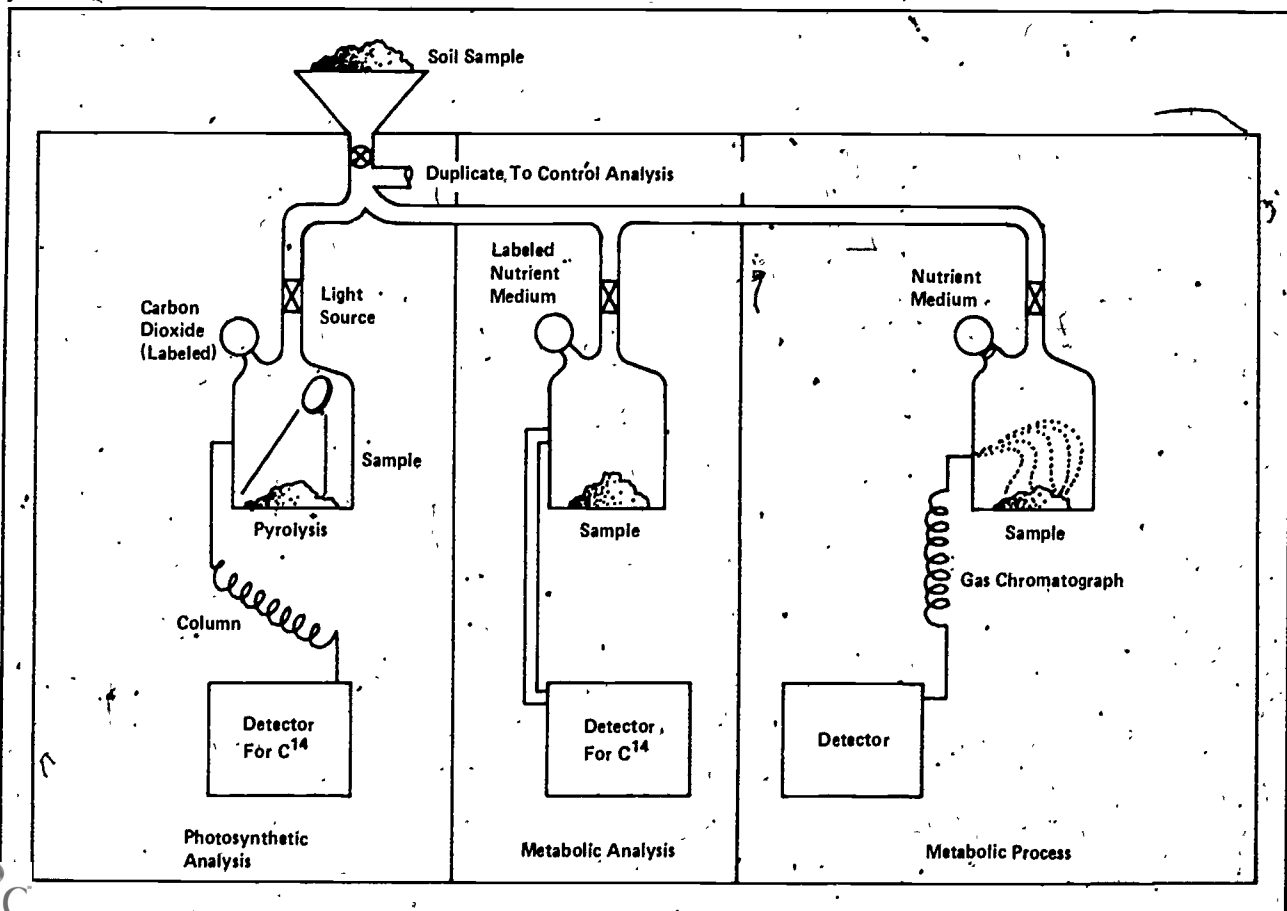 Soil Sample
Duplicate, To Control Analysis
Carbon
Dioxide
(Labeled)
Light
Source
Sample
Pyrolysis
Column
Detector
For C14
Photosynthetic
Analysis
Labeled
Nutrient
Medium
Sample
Detector
For C14
Metabolic Analysis
Nutrient
Medium
Sample
Gas Chromatograph
Detector
Metabolic Process